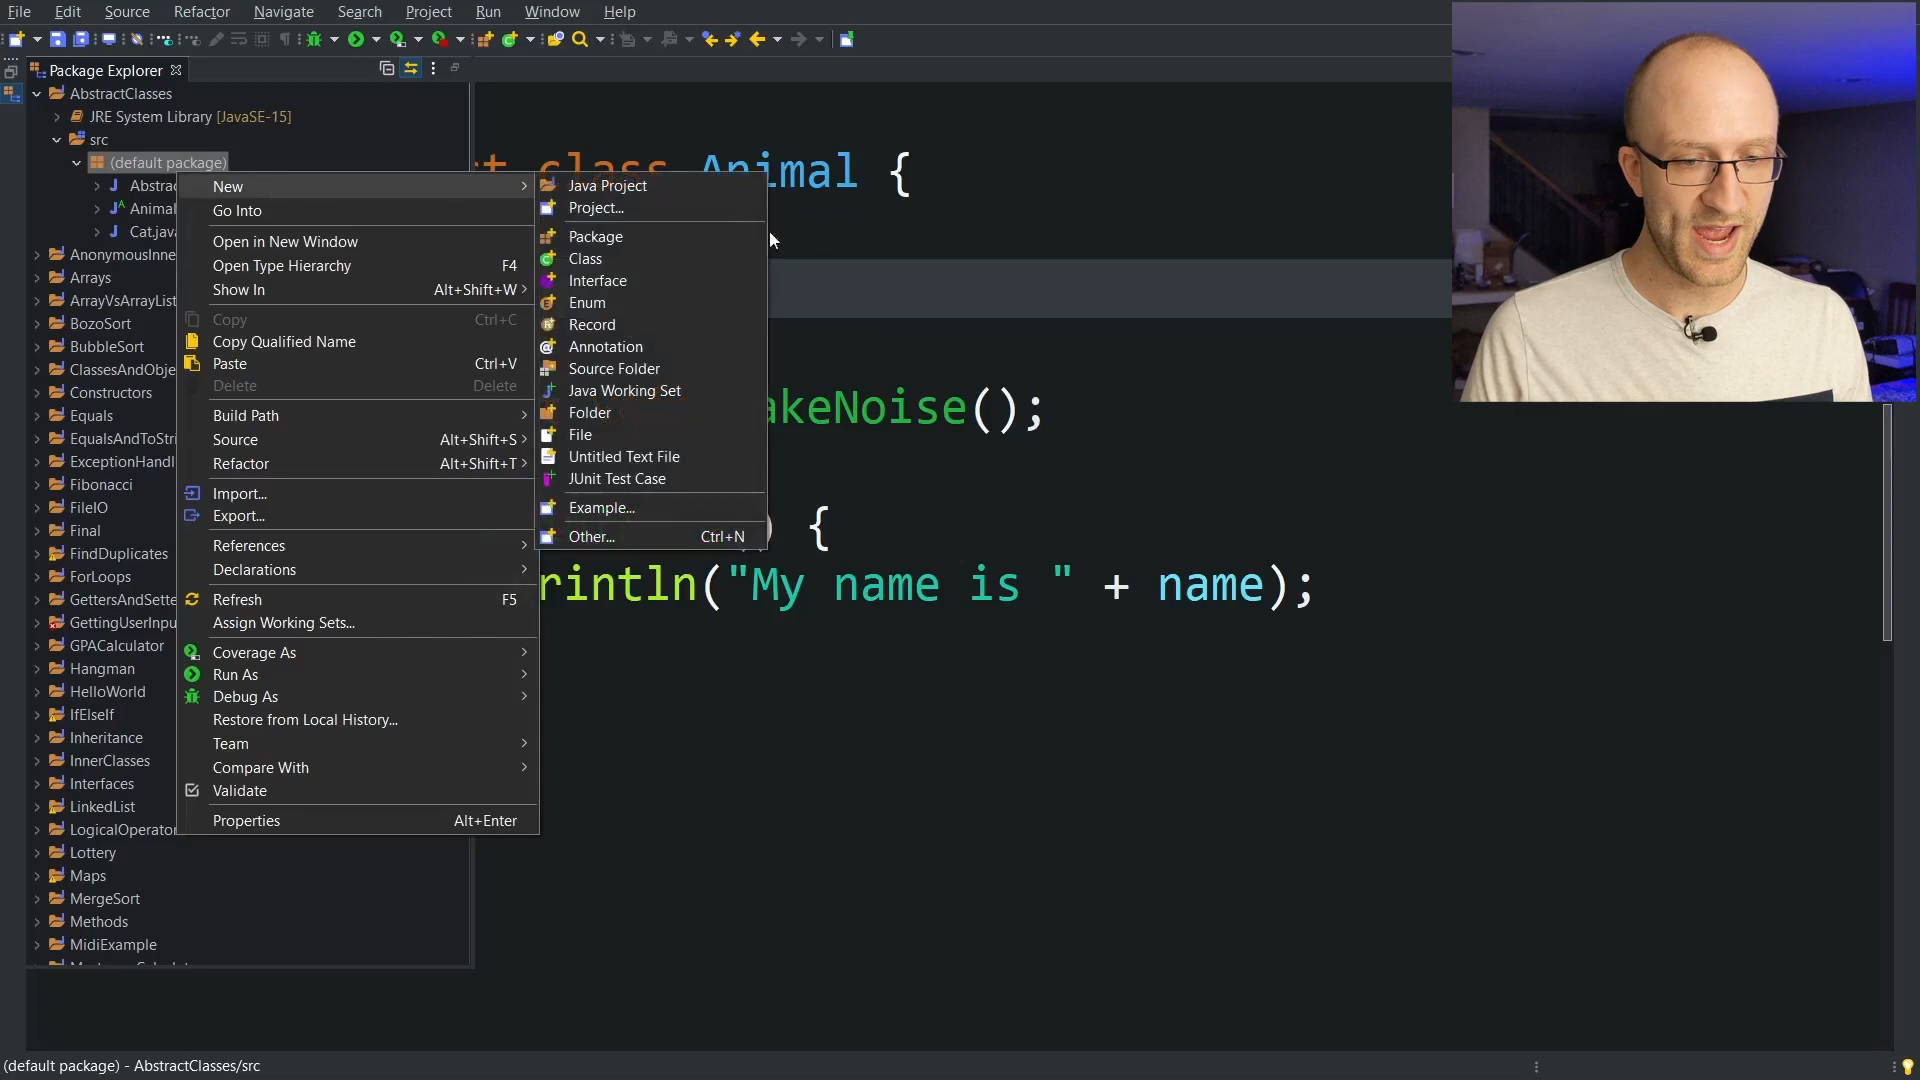 File Edit Source Refactor Navigate Search Project Run Window Help
Package Explorer
AbstractClasses
JRE System Library [JavaSE-15]
src
(default package)
Abstrac
Animal
Cat.java
AnonymousInne
Arrays
ArrayVsArrayList
BozoSort
BubbleSort
ClassesAndObje
Constructors
Equals
EqualsAndToStri
ExceptionHandl
Fibonacci
FileIO
Final
FindDuplicates
ForLoops
GettersAndSette
GettingUserInpu
GPACalculator
Hangman
HelloWorld
IfElseIf
Inheritance
InnerClasses
Interfaces
LinkedList
LogicalOperator
Lottery
Maps
MergeSort
Methods
MidiExample
New
Go Into
Open in New Window
Open Type Hierarchy F4
Show In Alt+Shift+W
Copy Ctrl+C
Copy Qualified Name
Paste Ctrl+V
Delete Delete
Build Path
Source Alt+Shift+S
Refactor Alt+Shift+T
Import...
Export...
References
Declarations
Refresh F5
Assign Working Sets...
Coverage As
Run As
Debug As
Restore from Local History...
Team
Compare With
Validate
Properties Alt+Enter
Java Project
Project...
Package
Class
Interface
Enum
Record
Annotation
Source Folder
Java Working Set
Folder
File
Untitled Text File
JUnit Test Case
Example...
Other... Ctrl+N
class Animal {
akeNoise();
) {
rintln("My name is " + name);
(default package) - AbstractClasses/src